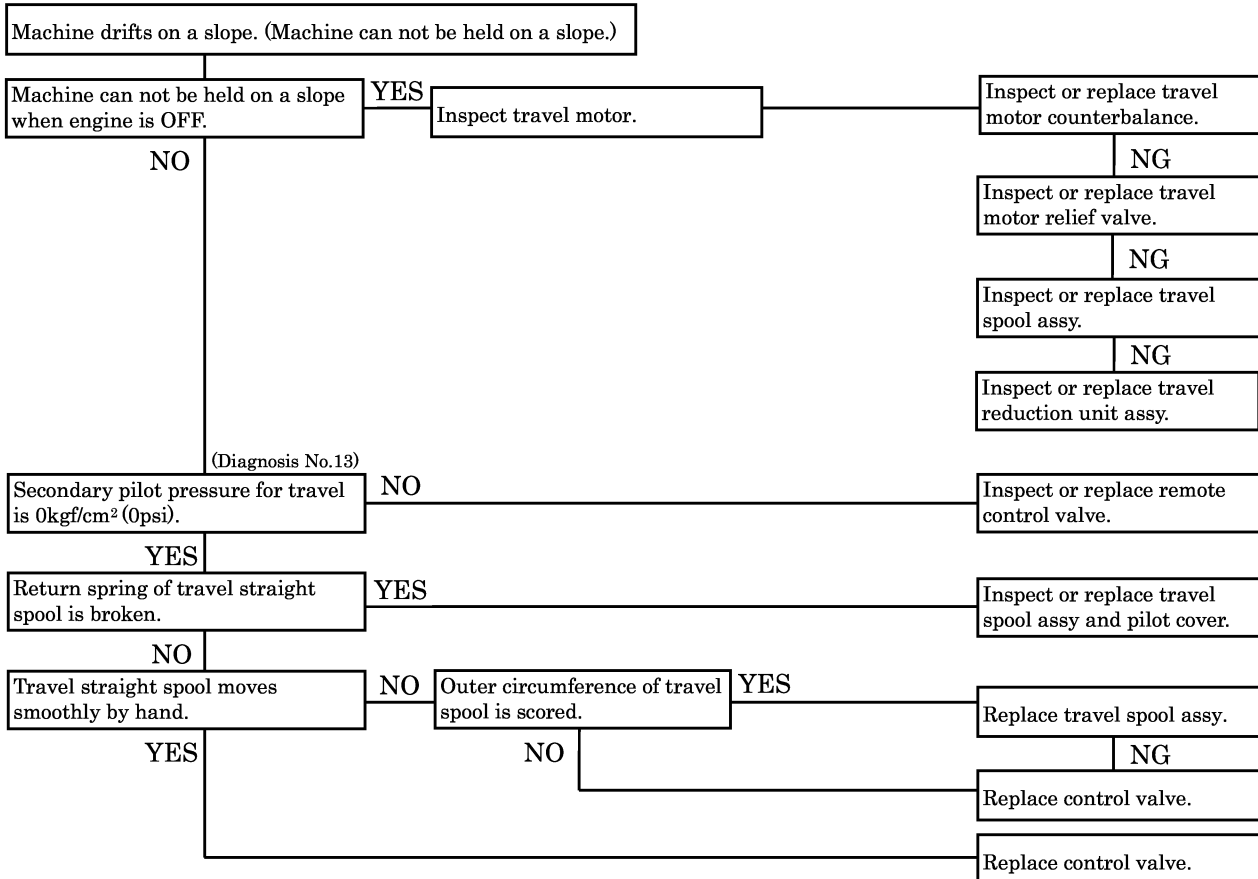 Machine drifts on a slope. (Machine can not be held on a slope.)
Machine can not be held on a slope
when engine is OFF.
YES
Inspect travel motor.
Inspect or replace travel
motor counterbalance.
NO
NG
Inspect or replace travel
motor relief valve.
NG
Inspect or replace travel
spool assy.
NG
Inspect or replace travel
reduction unit assy.
(Diagnosis No.13)
Secondary pilot pressure for travel
is 0kgf/cm² (0psi).
NO
Inspect or replace remote
control valve.
YES
Return spring of travel straight
spool is broken.
YES
Inspect or replace travel
spool assy and pilot cover.
NO
Travel straight spool moves
smoothly by hand.
NO
Outer circumference of travel
spool is scored.
YES
Replace travel spool assy.
YES
NO
NG
Replace control valve.
Replace control valve.